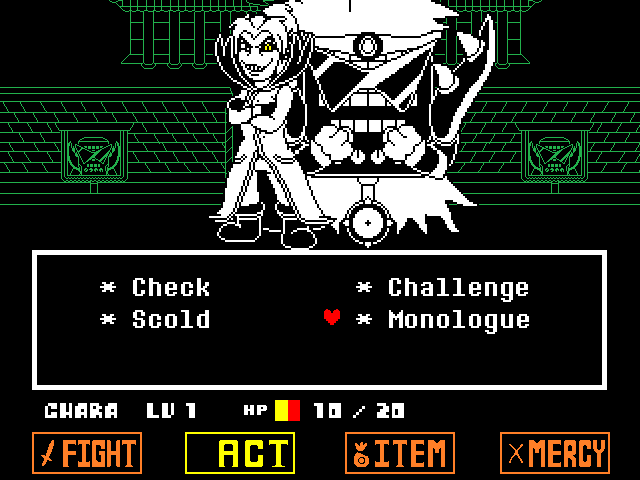 * Check * Challenge
* Scold * Monologue
CHARA LV 1 HP 10 / 20
FIGHT ACT ITEM MERCY